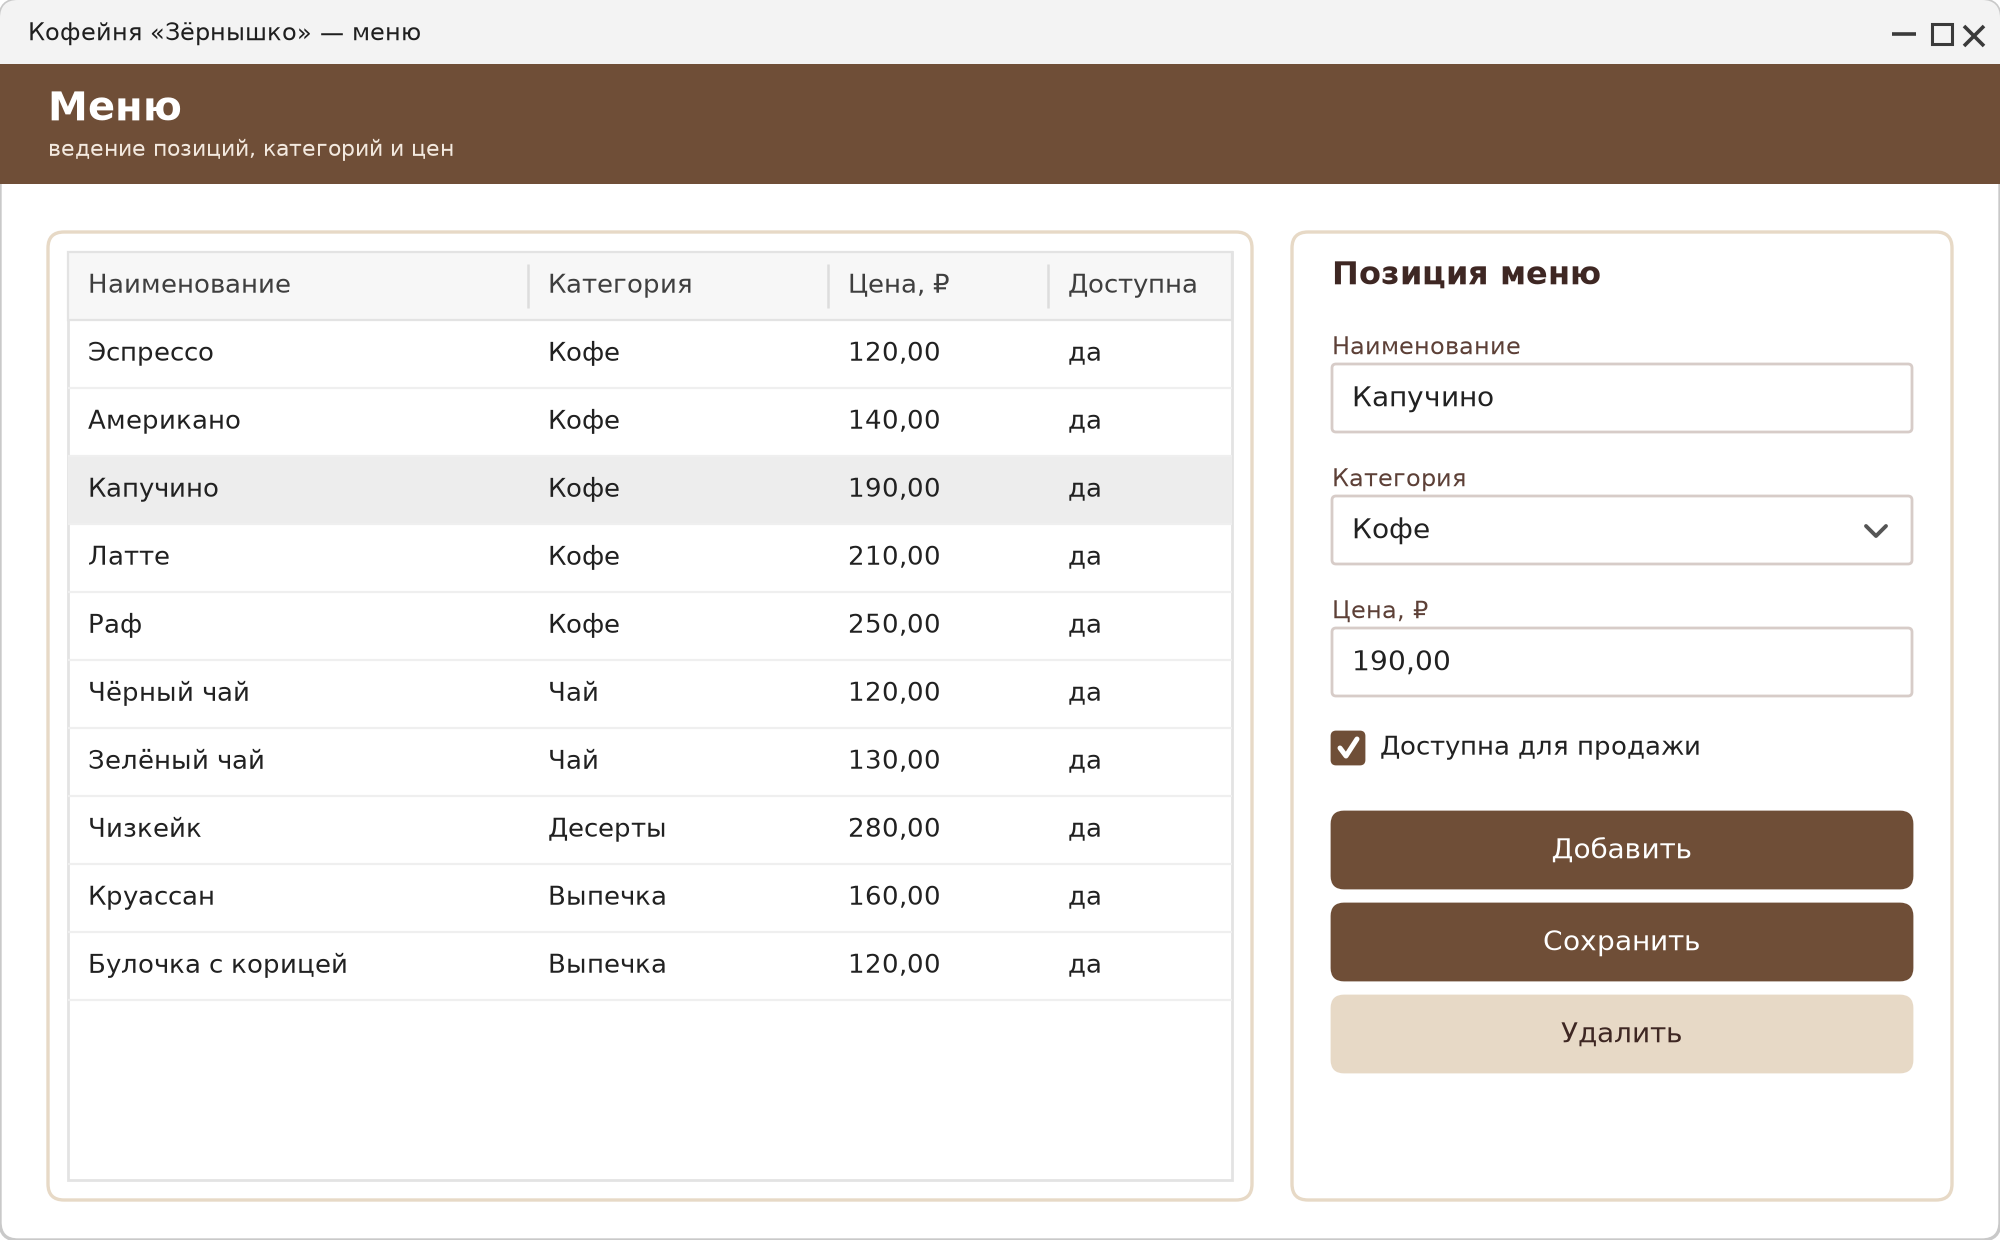 Кофейня «Зёрнышко» — меню
Меню
ведение позиций, категорий и цен
Наименование Категория Цена, ₽ Доступна
Эспрессо Кофе 120,00 да
Американо Кофе 140,00 да
Капучино Кофе 190,00 да
Латте Кофе 210,00 да
Раф Кофе 250,00 да
Чёрный чай Чай 120,00 да
Зелёный чай Чай 130,00 да
Чизкейк Десерты 280,00 да
Круассан Выпечка 160,00 да
Булочка с корицей Выпечка 120,00 да
Позиция меню
Наименование
Капучино
Категория
Кофе
Цена, ₽
190,00
Доступна для продажи
Добавить
Сохранить
Удалить